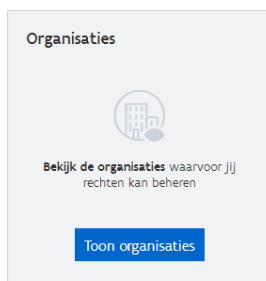 Organisaties
Bekijk de organisaties waarvoor jij
rechten kan beheren
Toon organisaties